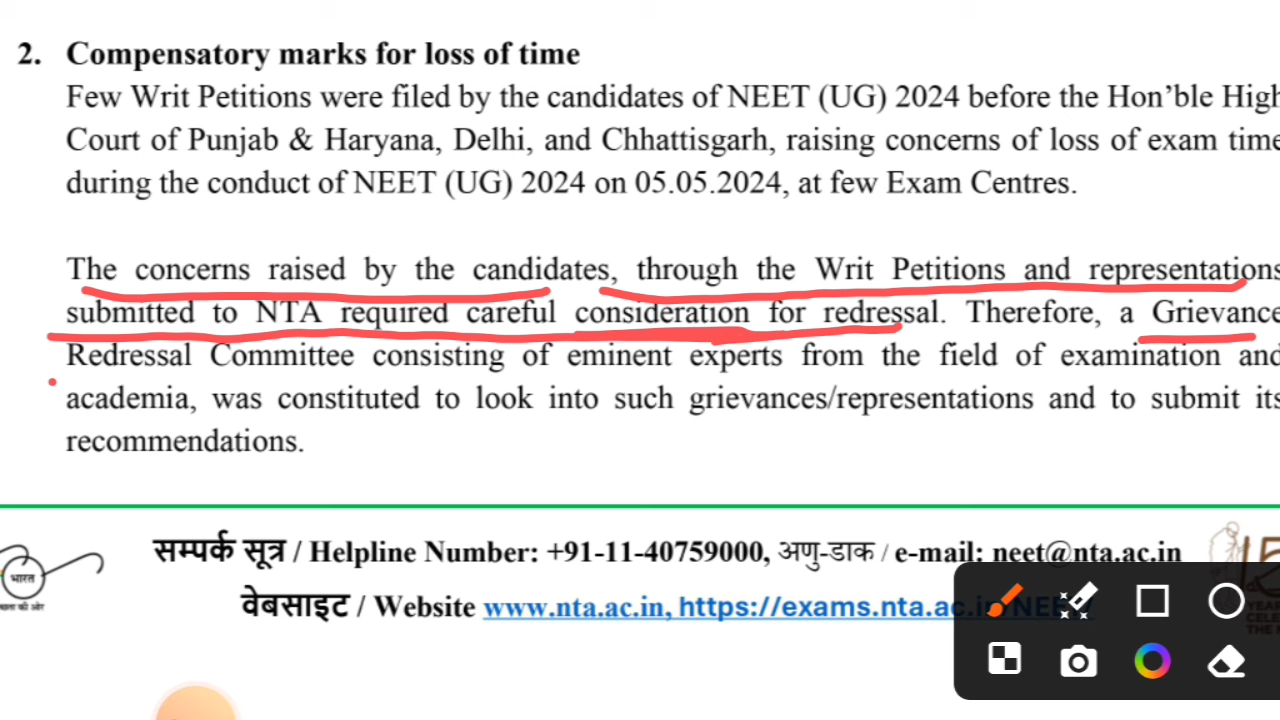 2. Compensatory marks for loss of time
Few Writ Petitions were filed by the candidates of NEET (UG) 2024 before the Hon’ble High
Court of Punjab & Haryana, Delhi, and Chhattisgarh, raising concerns of loss of exam time
during the conduct of NEET (UG) 2024 on 05.05.2024, at few Exam Centres.
The concerns raised by the candidates, through the Writ Petitions and representations
submitted to NTA required careful consideration for redressal. Therefore, a Grievance
Redressal Committee consisting of eminent experts from the field of examination and
academia, was constituted to look into such grievances/representations and to submit its
recommendations.
सम्पर्क सूत्र / Helpline Number: +91-11-40759000, अणु-डाक / e-mail: neet@nta.ac.in
भारत
वेबसाइट / Website www.nta.ac.in, https://exams.nta.ac.in/NEET/